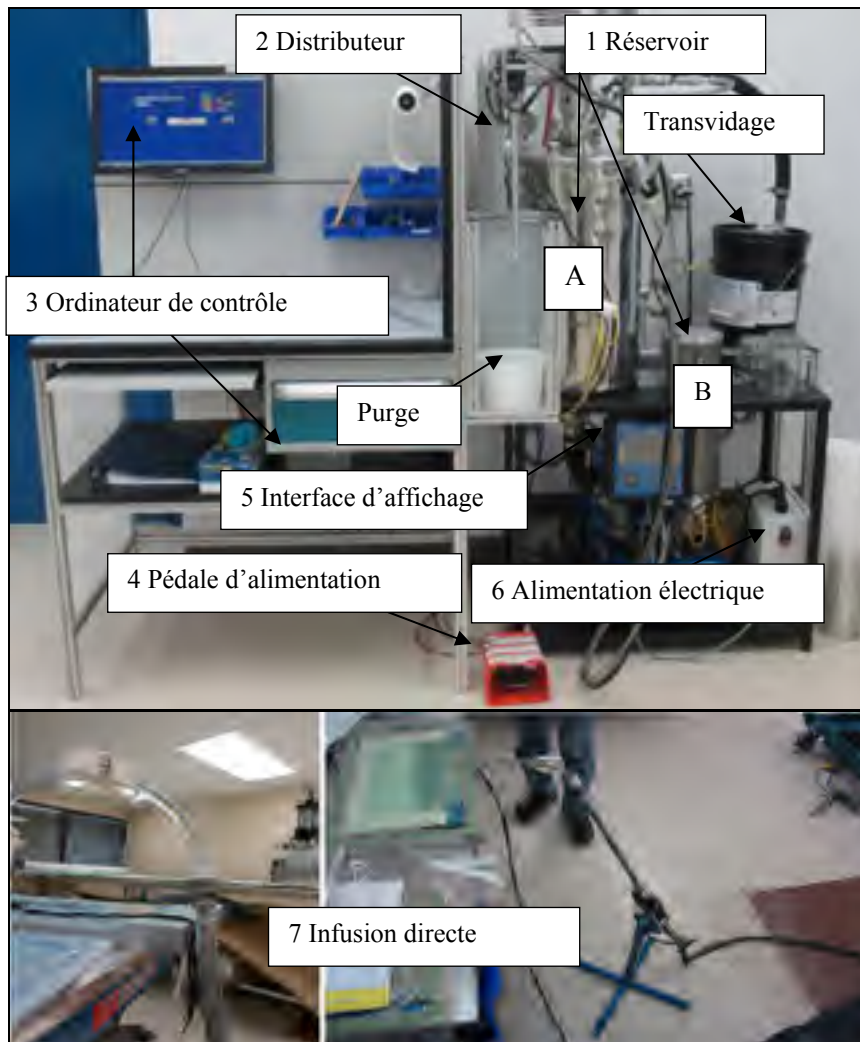 2 Distributeur
1 Réservoir
Transvidage
A
3 Ordinateur de contrôle
B
Purge
5 Interface d'affichage
4 Pédale d'alimentation
6 Alimentation électrique
7 Infusion directe